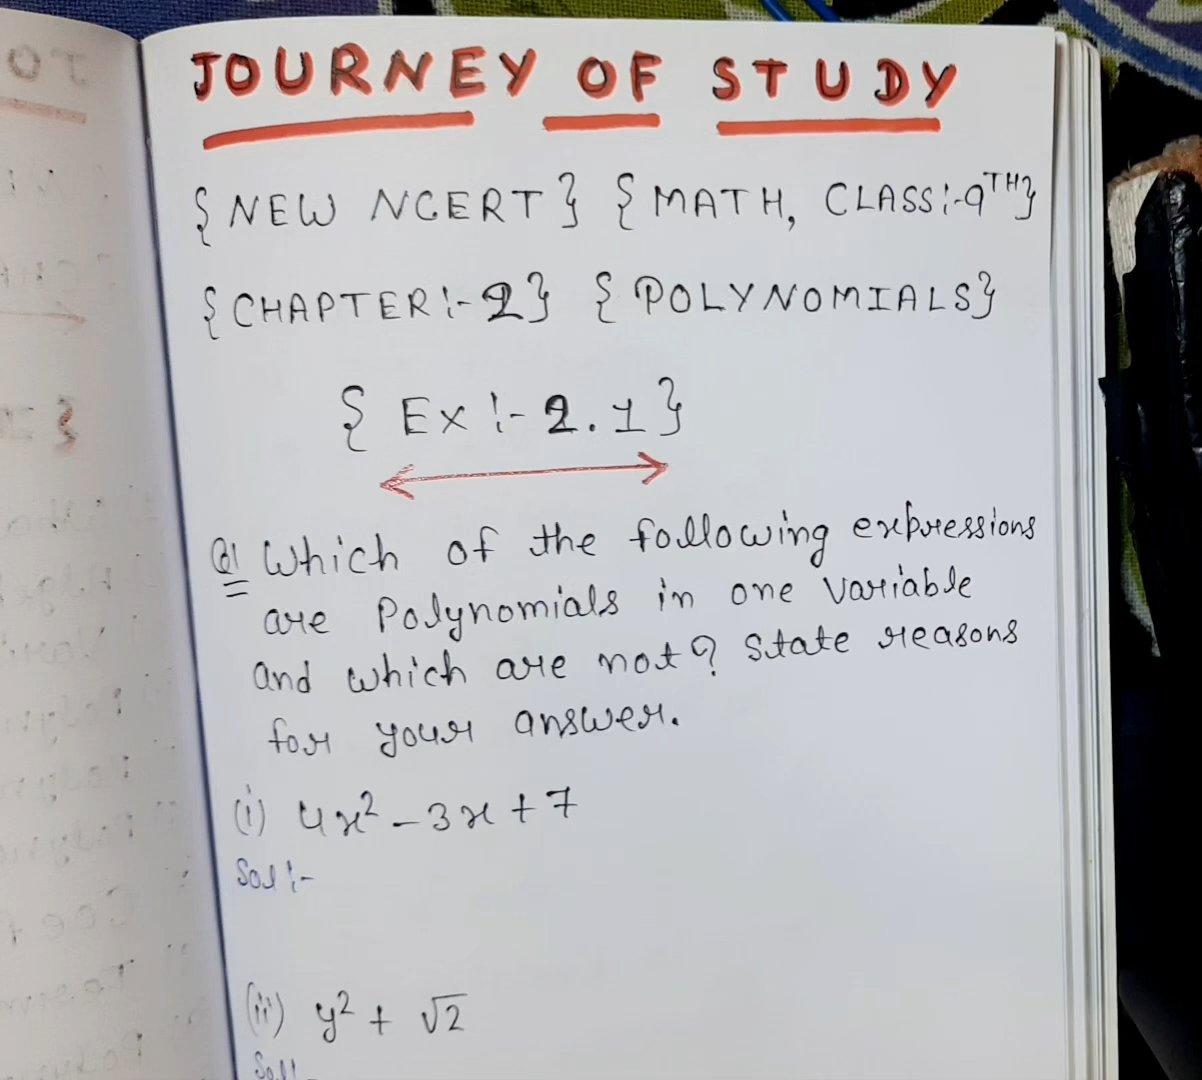 JOURNEY OF STUDY
{NEW NCERT} {MATH, CLASS:-9TH}
{CHAPTER:-2} {POLYNOMIALS}
{EX:-2.1}
Q1 Which of the following expressions
are Polynomials in one variable
and which are not? State reasons
for your answer.
(i) 4x² - 3x + 7
Sol:-
(ii) y² + √2
Sol:-